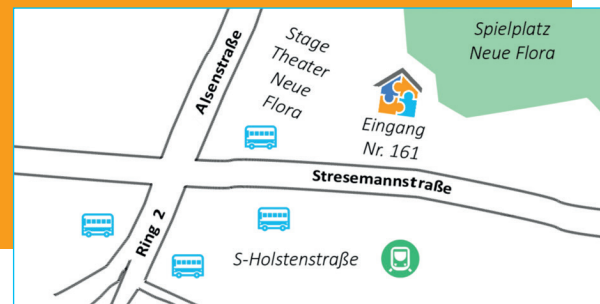 Spielplatz
Neue Flora
Stage
Theater
Neue
Flora
Alsenstraße
Eingang
Nr. 161
Stresemannstraße
Ring 2
S-Holstenstraße